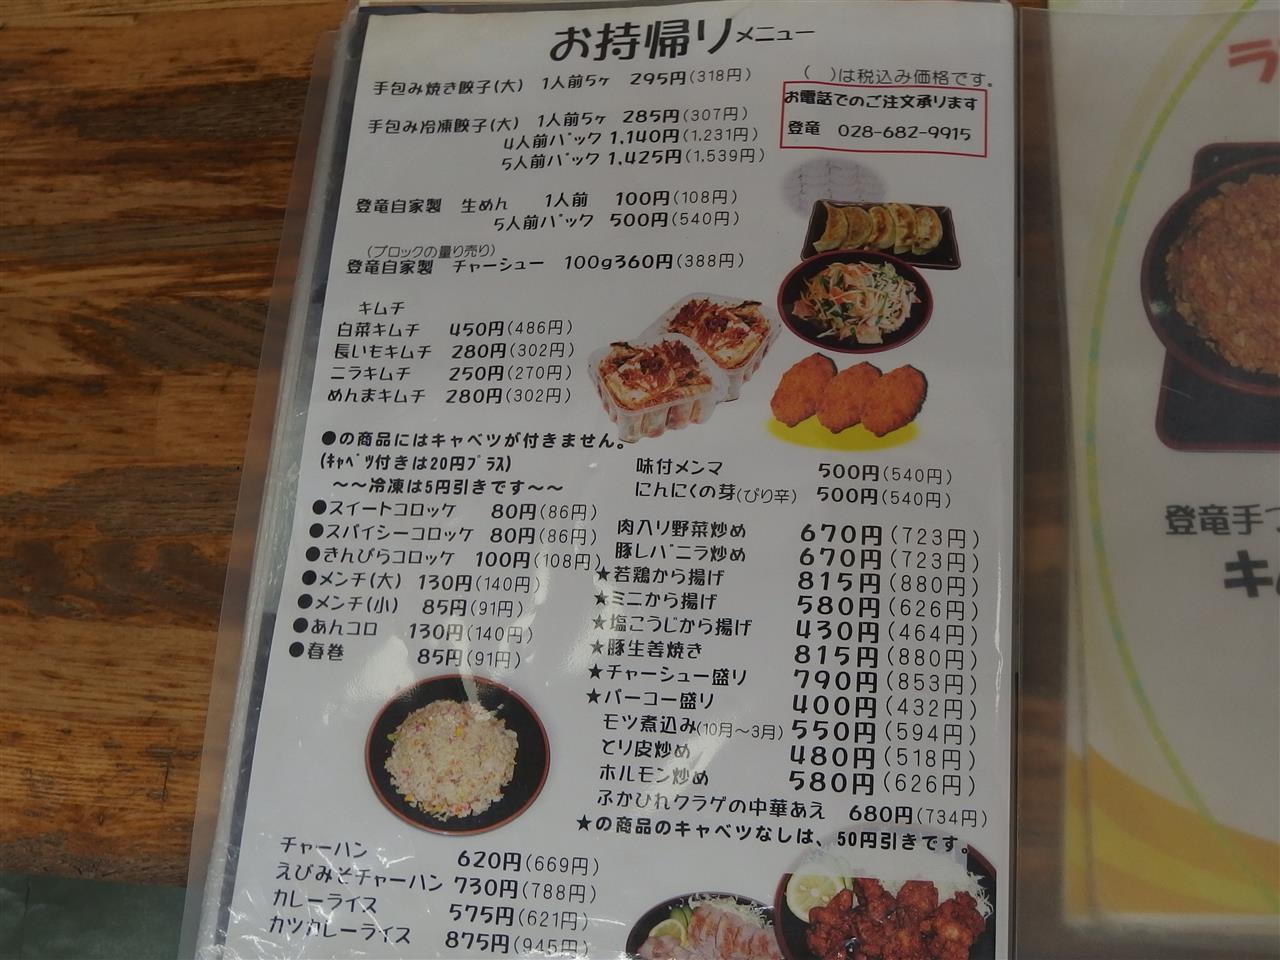 お持帰りメニュー
手包み焼き餃子(大) 1人前5ヶ 295円(318円)
( )は税込み価格です。
お電話でのご注文承ります
登竜 028-682-9915
手包み冷凍餃子(大) 1人前5ヶ 285円(307円)
4人前パック 1,140円(1,231円)
5人前パック 1,425円(1,539円)
登竜自家製 生めん 1人前 100円(108円)
5人前パック 500円(540円)
(ブロックの量り売り)
登竜自家製 チャーシュー 100g360円(388円)
キムチ
白菜キムチ 450円(486円)
長いもキムチ 280円(302円)
ニラキムチ 250円(270円)
めんまキムチ 280円(302円)
●の商品にはキャベツが付きません。
(ｷｬﾍﾞﾂ付きは20円ﾌﾟﾗｽ)
～～冷凍は5円引きです～～
●スイートコロッケ 80円(86円)
●スパイシーコロッケ 80円(86円)
●きんぴらコロッケ 100円(108円)
●メンチ(大) 130円(140円)
●メンチ(小) 85円(91円)
●あんコロ 130円(140円)
●春巻 85円(91円)
味付メンマ 500円(540円)
にんにくの芽(ぴり辛) 500円(540円)
肉入り野菜炒め 670円(723円)
豚レバニラ炒め 670円(723円)
★若鶏から揚げ 815円(880円)
★ミニから揚げ 580円(626円)
★塩こうじから揚げ 430円(464円)
★豚生姜焼き 815円(880円)
★チャーシュー盛り 790円(853円)
★パーコー盛り 400円(432円)
モツ煮込み(10月～3月) 550円(594円)
とり皮炒め 480円(518円)
ホルモン炒め 580円(626円)
ふかひれクラゲの中華あえ 680円(734円)
★の商品のキャベツなしは、50円引きです。
チャーハン 620円(669円)
えびみそチャーハン 730円(788円)
カレーライス 575円(621円)
カツカレーライス 875円(945円)
ラ
登竜手づ
キ